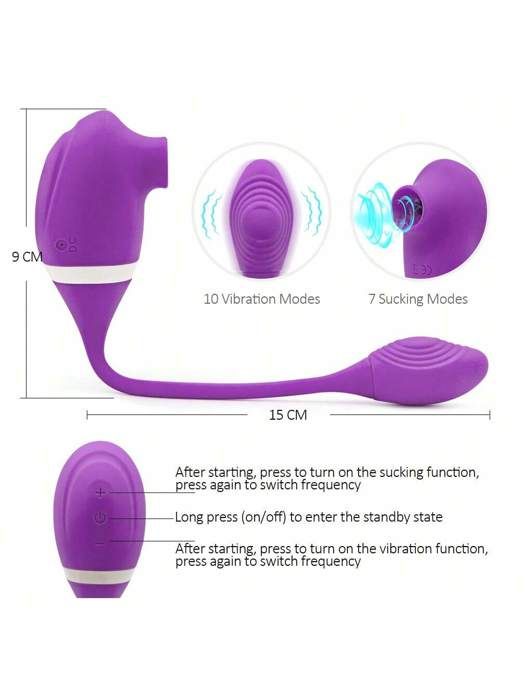 9 CM
10 Vibration Modes
7 Sucking Modes
15 CM
After starting, press to turn on the sucking function,
press again to switch frequency
Long press (on/off) to enter the standby state
After starting, press to turn on the vibration function,
press again to switch frequency